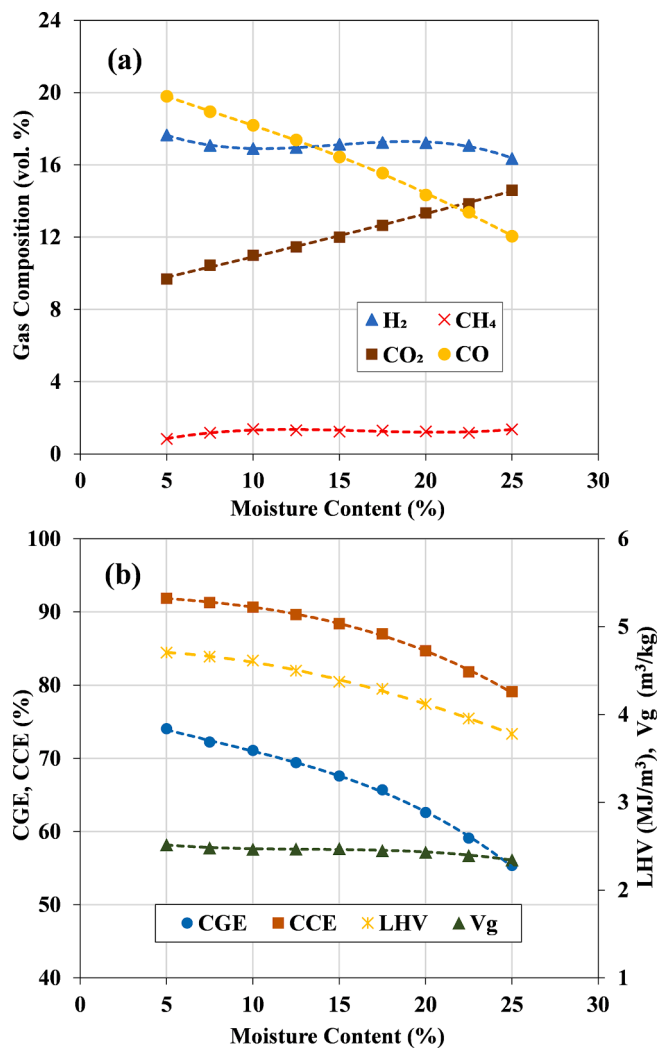 (a)
Gas Composition (vol. %)
24
20
16
12
8
4
0
H₂ CH₄
CO₂ CO
0 5 10 15 20 25 30
Moisture Content (%)
(b)
CGE, CCE (%)
100
90
80
70
60
50
40
6
5
4
3
2
1
LHV (MJ/m³), Vg (m³/kg)
CGE CCE LHV Vg
0 5 10 15 20 25 30
Moisture Content (%)